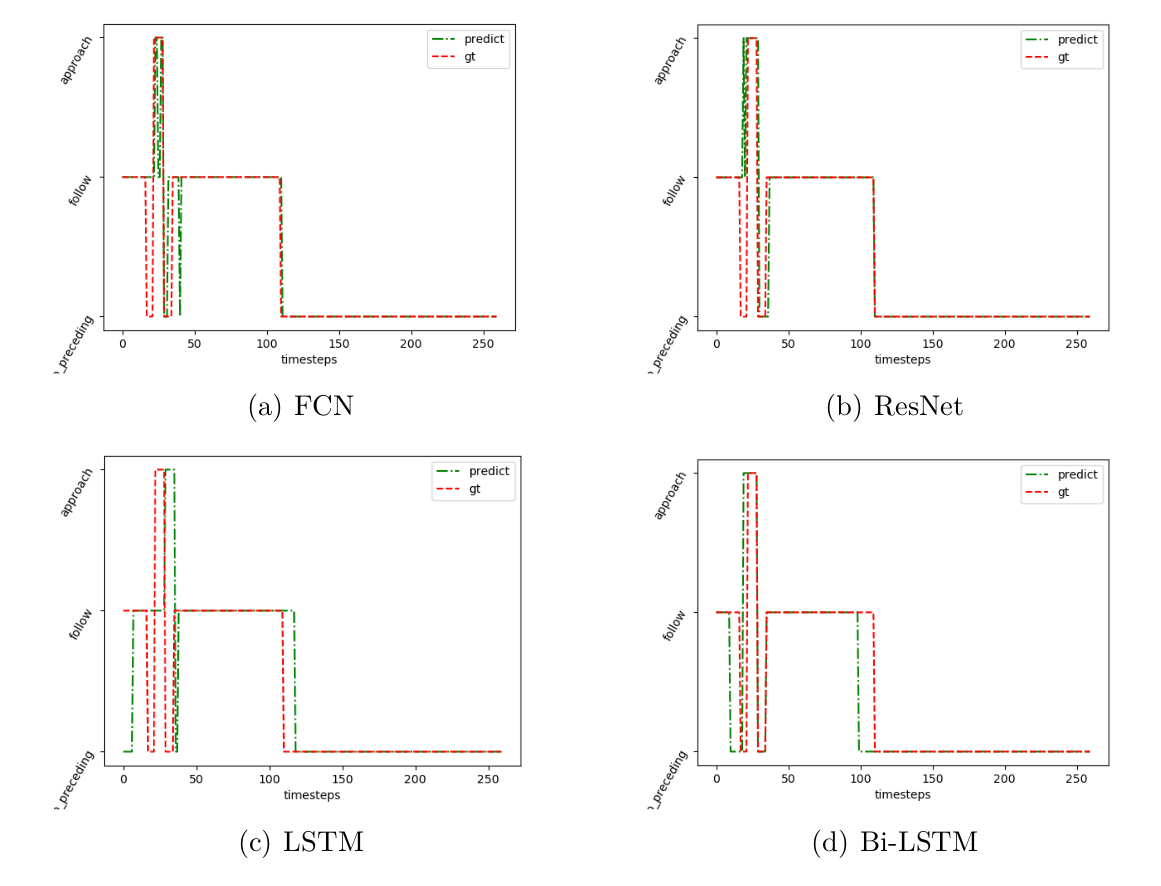 approach
follow
_preceding
predict
gt
0 50 100 150 200 250
timesteps
(a) FCN
approach
follow
_preceding
predict
gt
0 50 100 150 200 250
timesteps
(b) ResNet
approach
follow
_preceding
predict
gt
0 50 100 150 200 250
timesteps
(c) LSTM
approach
follow
_preceding
predict
gt
0 50 100 150 200 250
timesteps
(d) Bi-LSTM